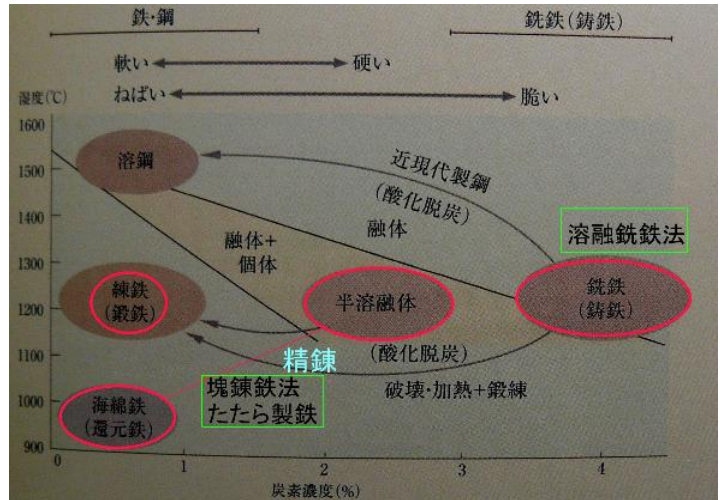 鉄・鋼
銑鉄(鋳鉄)
軟い
硬い
ねばい
脆い
温度(℃)
1600
1500
1400
1300
1200
1100
1000
900
溶鋼
近現代製鋼
(酸化脱炭)
融体
溶融銑鉄法
融体+
個体
練鉄
(鍛鉄)
半溶融体
銑鉄
(鋳鉄)
精錬
(酸化脱炭)
塊錬鉄法
たたら製鉄
破壊・加熱+鍛練
海綿鉄
(還元鉄)
0
1
2
3
4
炭素濃度(%)